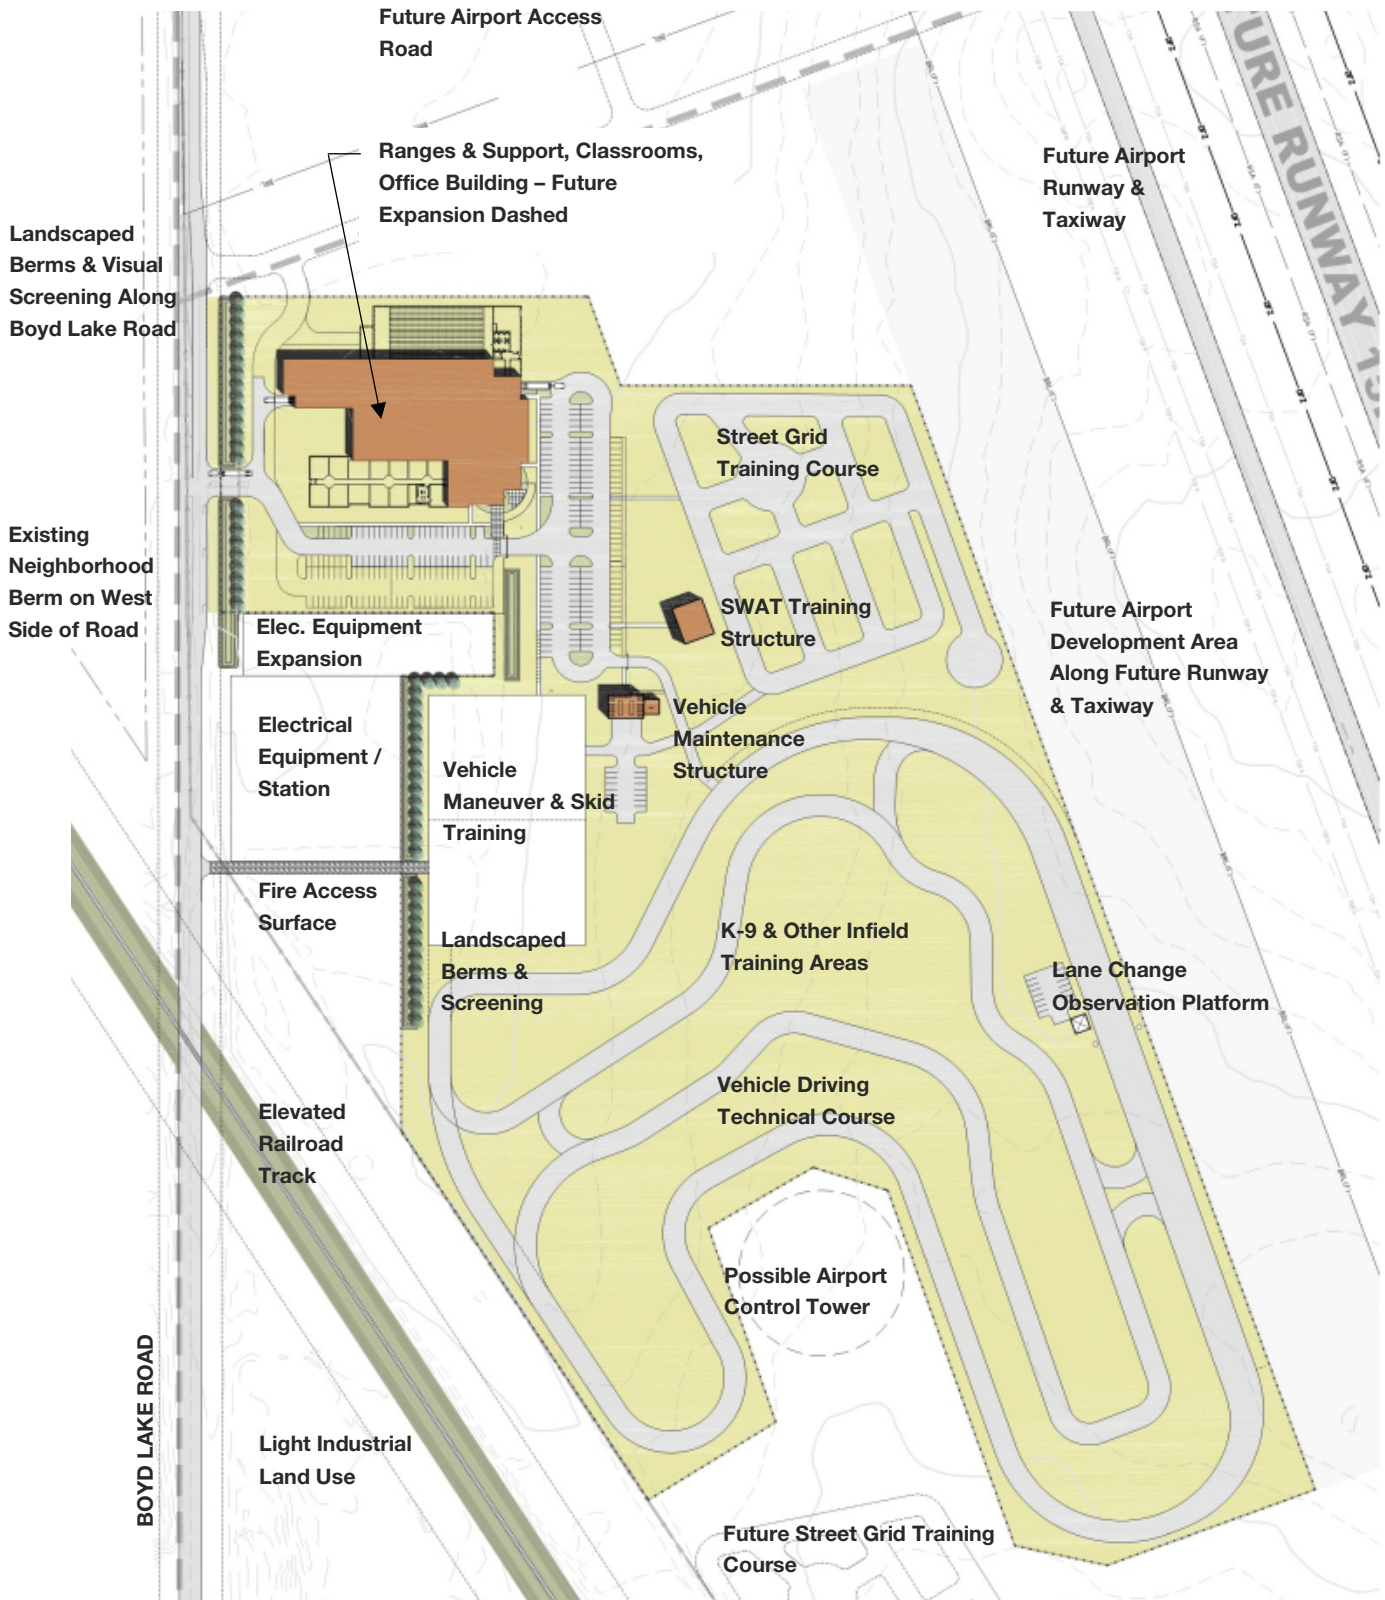 Future Airport Access
Road
Ranges & Support, Classrooms,
Office Building – Future
Expansion Dashed
Future Airport
Runway &
Taxiway
URE RUNWAY 15
Landscaped
Berms & Visual
Screening Along
Boyd Lake Road
Street Grid
Training Course
Existing
Neighborhood
Berm on West
Side of Road
Elec. Equipment
Expansion
SWAT Training
Structure
Future Airport
Development Area
Along Future Runway
& Taxiway
Electrical
Equipment /
Station
Vehicle
Maintenance
Structure
Vehicle
Maneuver & Skid
Training
Fire Access
Surface
Landscaped
Berms &
Screening
K-9 & Other Infield
Training Areas
Lane Change
Observation Platform
Elevated
Railroad
Track
Vehicle Driving
Technical Course
Possible Airport
Control Tower
BOYD LAKE ROAD
Light Industrial
Land Use
Future Street Grid Training
Course